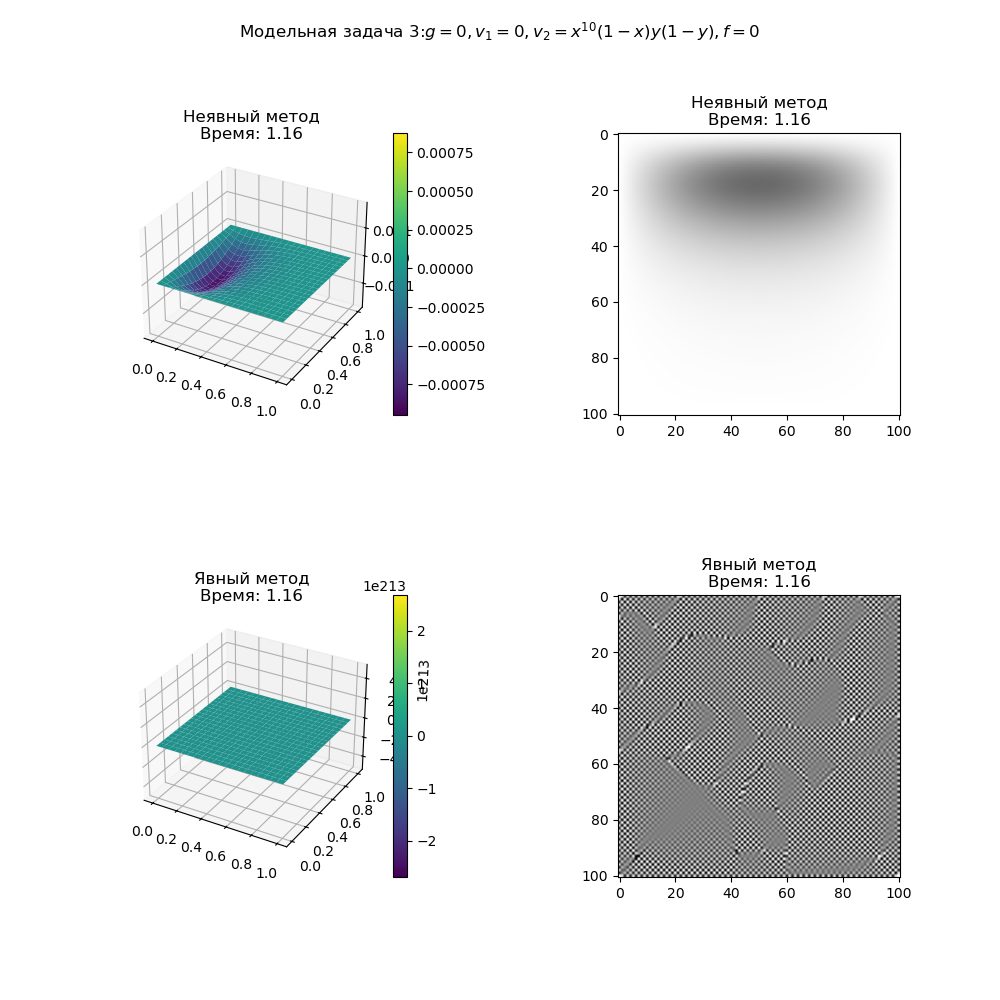 Модельная задача 3:g = 0, v₁ = 0, v₂ = x¹⁰(1 − x)y(1 − y), f = 0
Неявный метод
Время: 1.16
0.00075
0.00050
0.00025
0.00000
−0.00025
−0.00050
−0.00075
0.0 0.2 0.4 0.6 0.8 1.0
0.0 0.2 0.4 0.6 0.8 1.0
Неявный метод
Время: 1.16
0
20
40
60
80
100
0 20 40 60 80 100
Явный метод
Время: 1.16
1e213
2
1
0
−1
−2
1e213
0.0 0.2 0.4 0.6 0.8 1.0
0.0 0.2 0.4 0.6 0.8 1.0
Явный метод
Время: 1.16
0
20
40
60
80
100
0 20 40 60 80 100